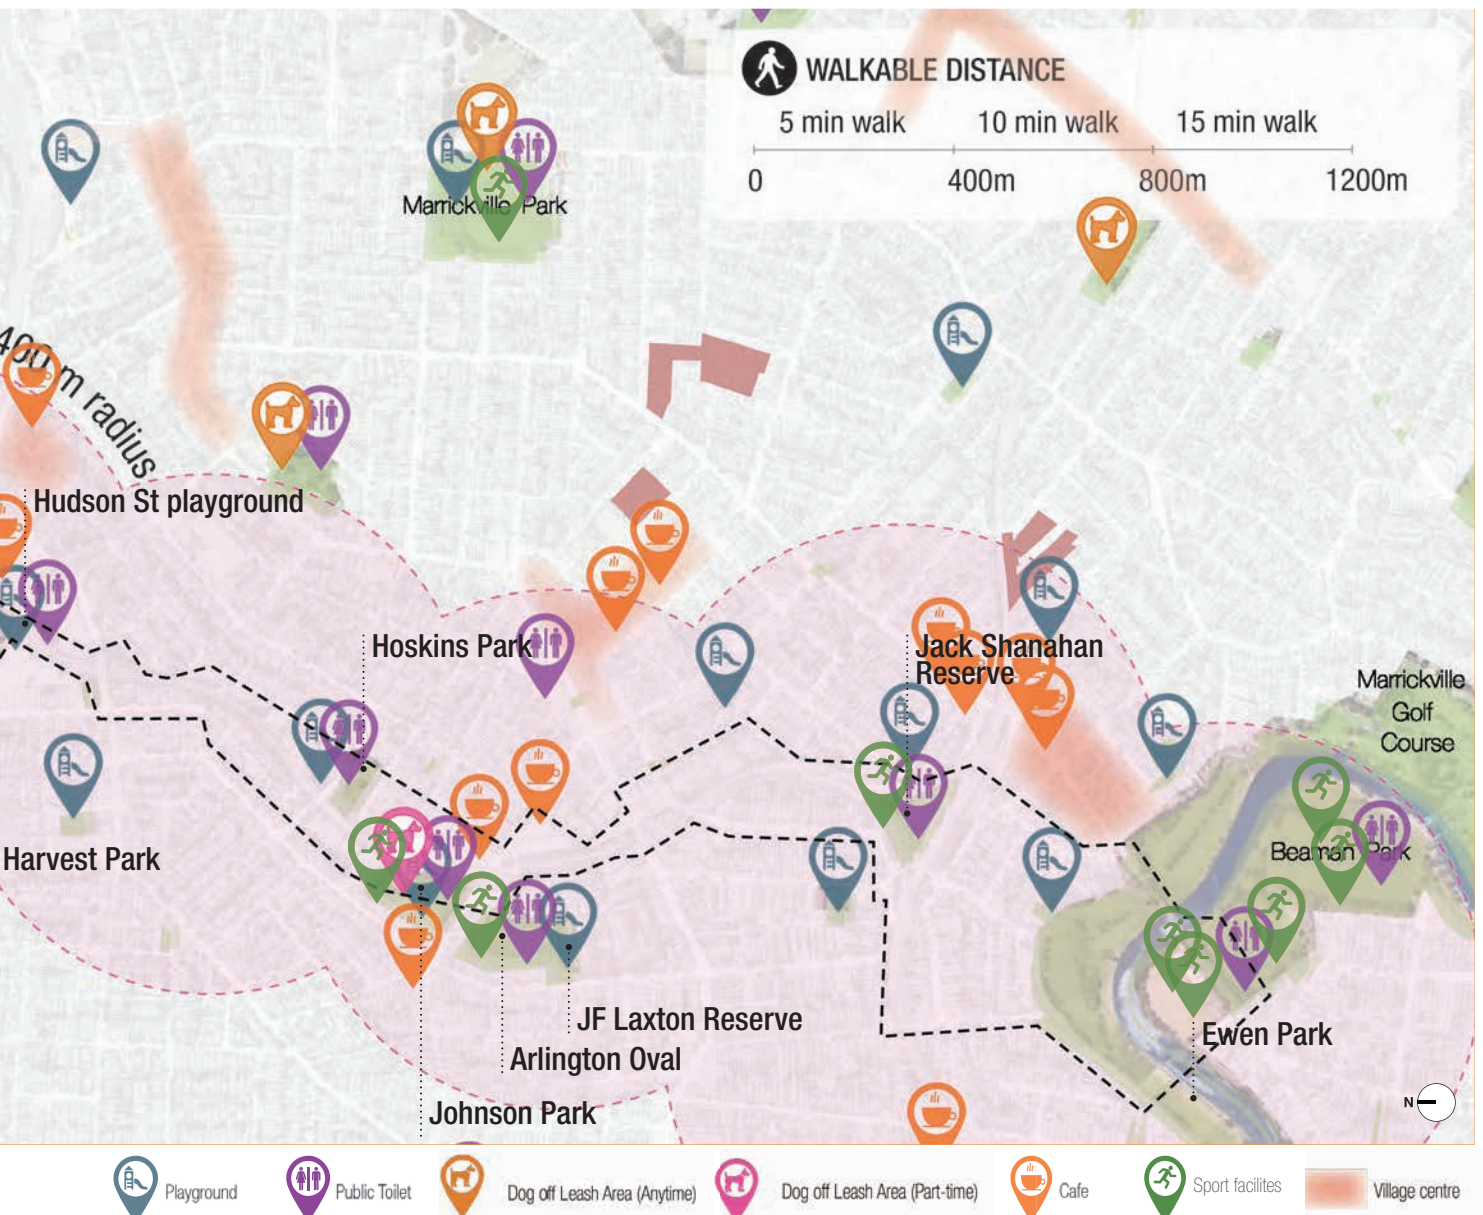 WALKABLE DISTANCE
5 min walk 10 min walk 15 min walk
0 400m 800m 1200m
Marrickville Park
400 m radius
Hudson St playground
Hoskins Park
Jack Shanahan
Reserve
Marrickville
Golf
Course
Harvest Park
Beaman Park
JF Laxton Reserve
Ewen Park
Arlington Oval
Johnson Park
N
Playground
Public Toilet
Dog off Leash Area (Anytime)
Dog off Leash Area (Part-time)
Cafe
Sport facilites
Village centre